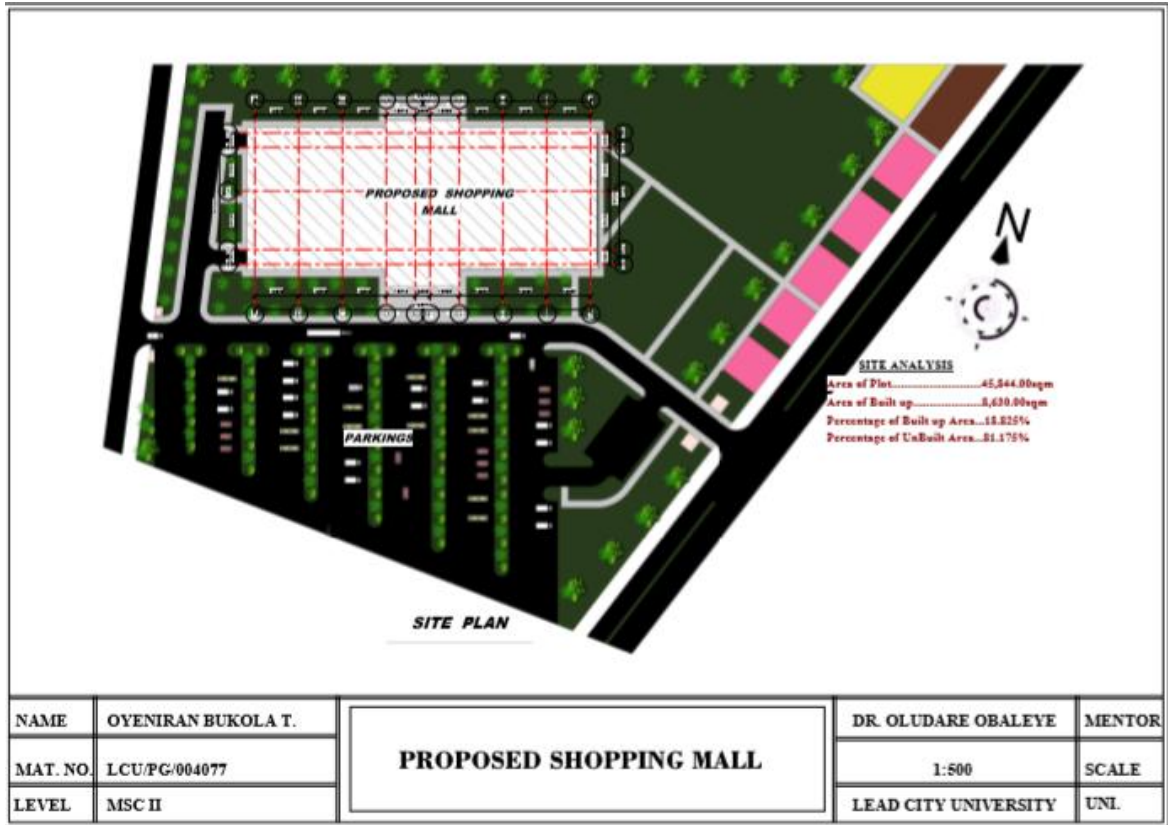 PROPOSED SHOPPING
MALL
PARKINGS
N
SITE ANALYSIS
Area of Plot..............................45,844.00sqm
Area of Built up.......................8,630.00sqm
Percentage of Built up Area...18.825%
Percentage of UnBuilt Area...81.175%
SITE PLAN
NAME
OYENIRAN BUKOLA T.
MAT. NO.
LCU/PG/004077
LEVEL
MSC II
PROPOSED SHOPPING MALL
DR. OLUDARE OBALEYE
MENTOR
1:500
SCALE
LEAD CITY UNIVERSITY
UNI.